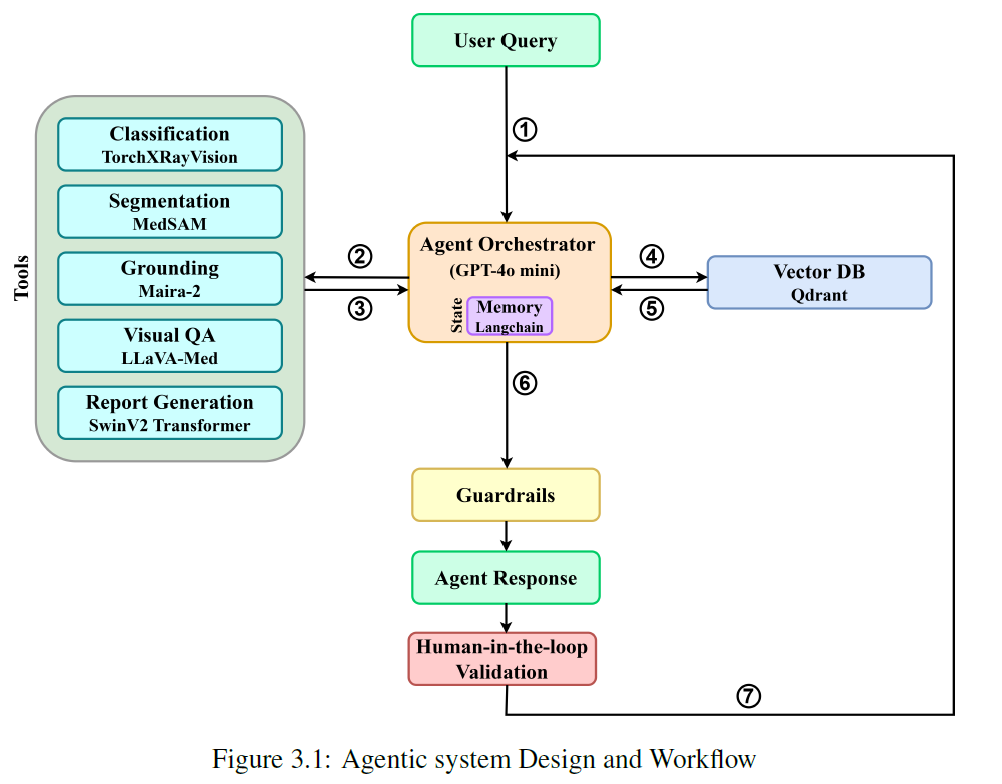 User Query
①
Tools
Classification
TorchXRayVision
Segmentation
MedSAM
Grounding
Maira-2
Visual QA
LLaVA-Med
Report Generation
SwinV2 Transformer
②
③
Agent Orchestrator
(GPT-4o mini)
State
Memory
Langchain
④
⑤
Vector DB
Qdrant
⑥
Guardrails
Agent Response
Human-in-the-loop
Validation
⑦
Figure 3.1: Agentic system Design and Workflow